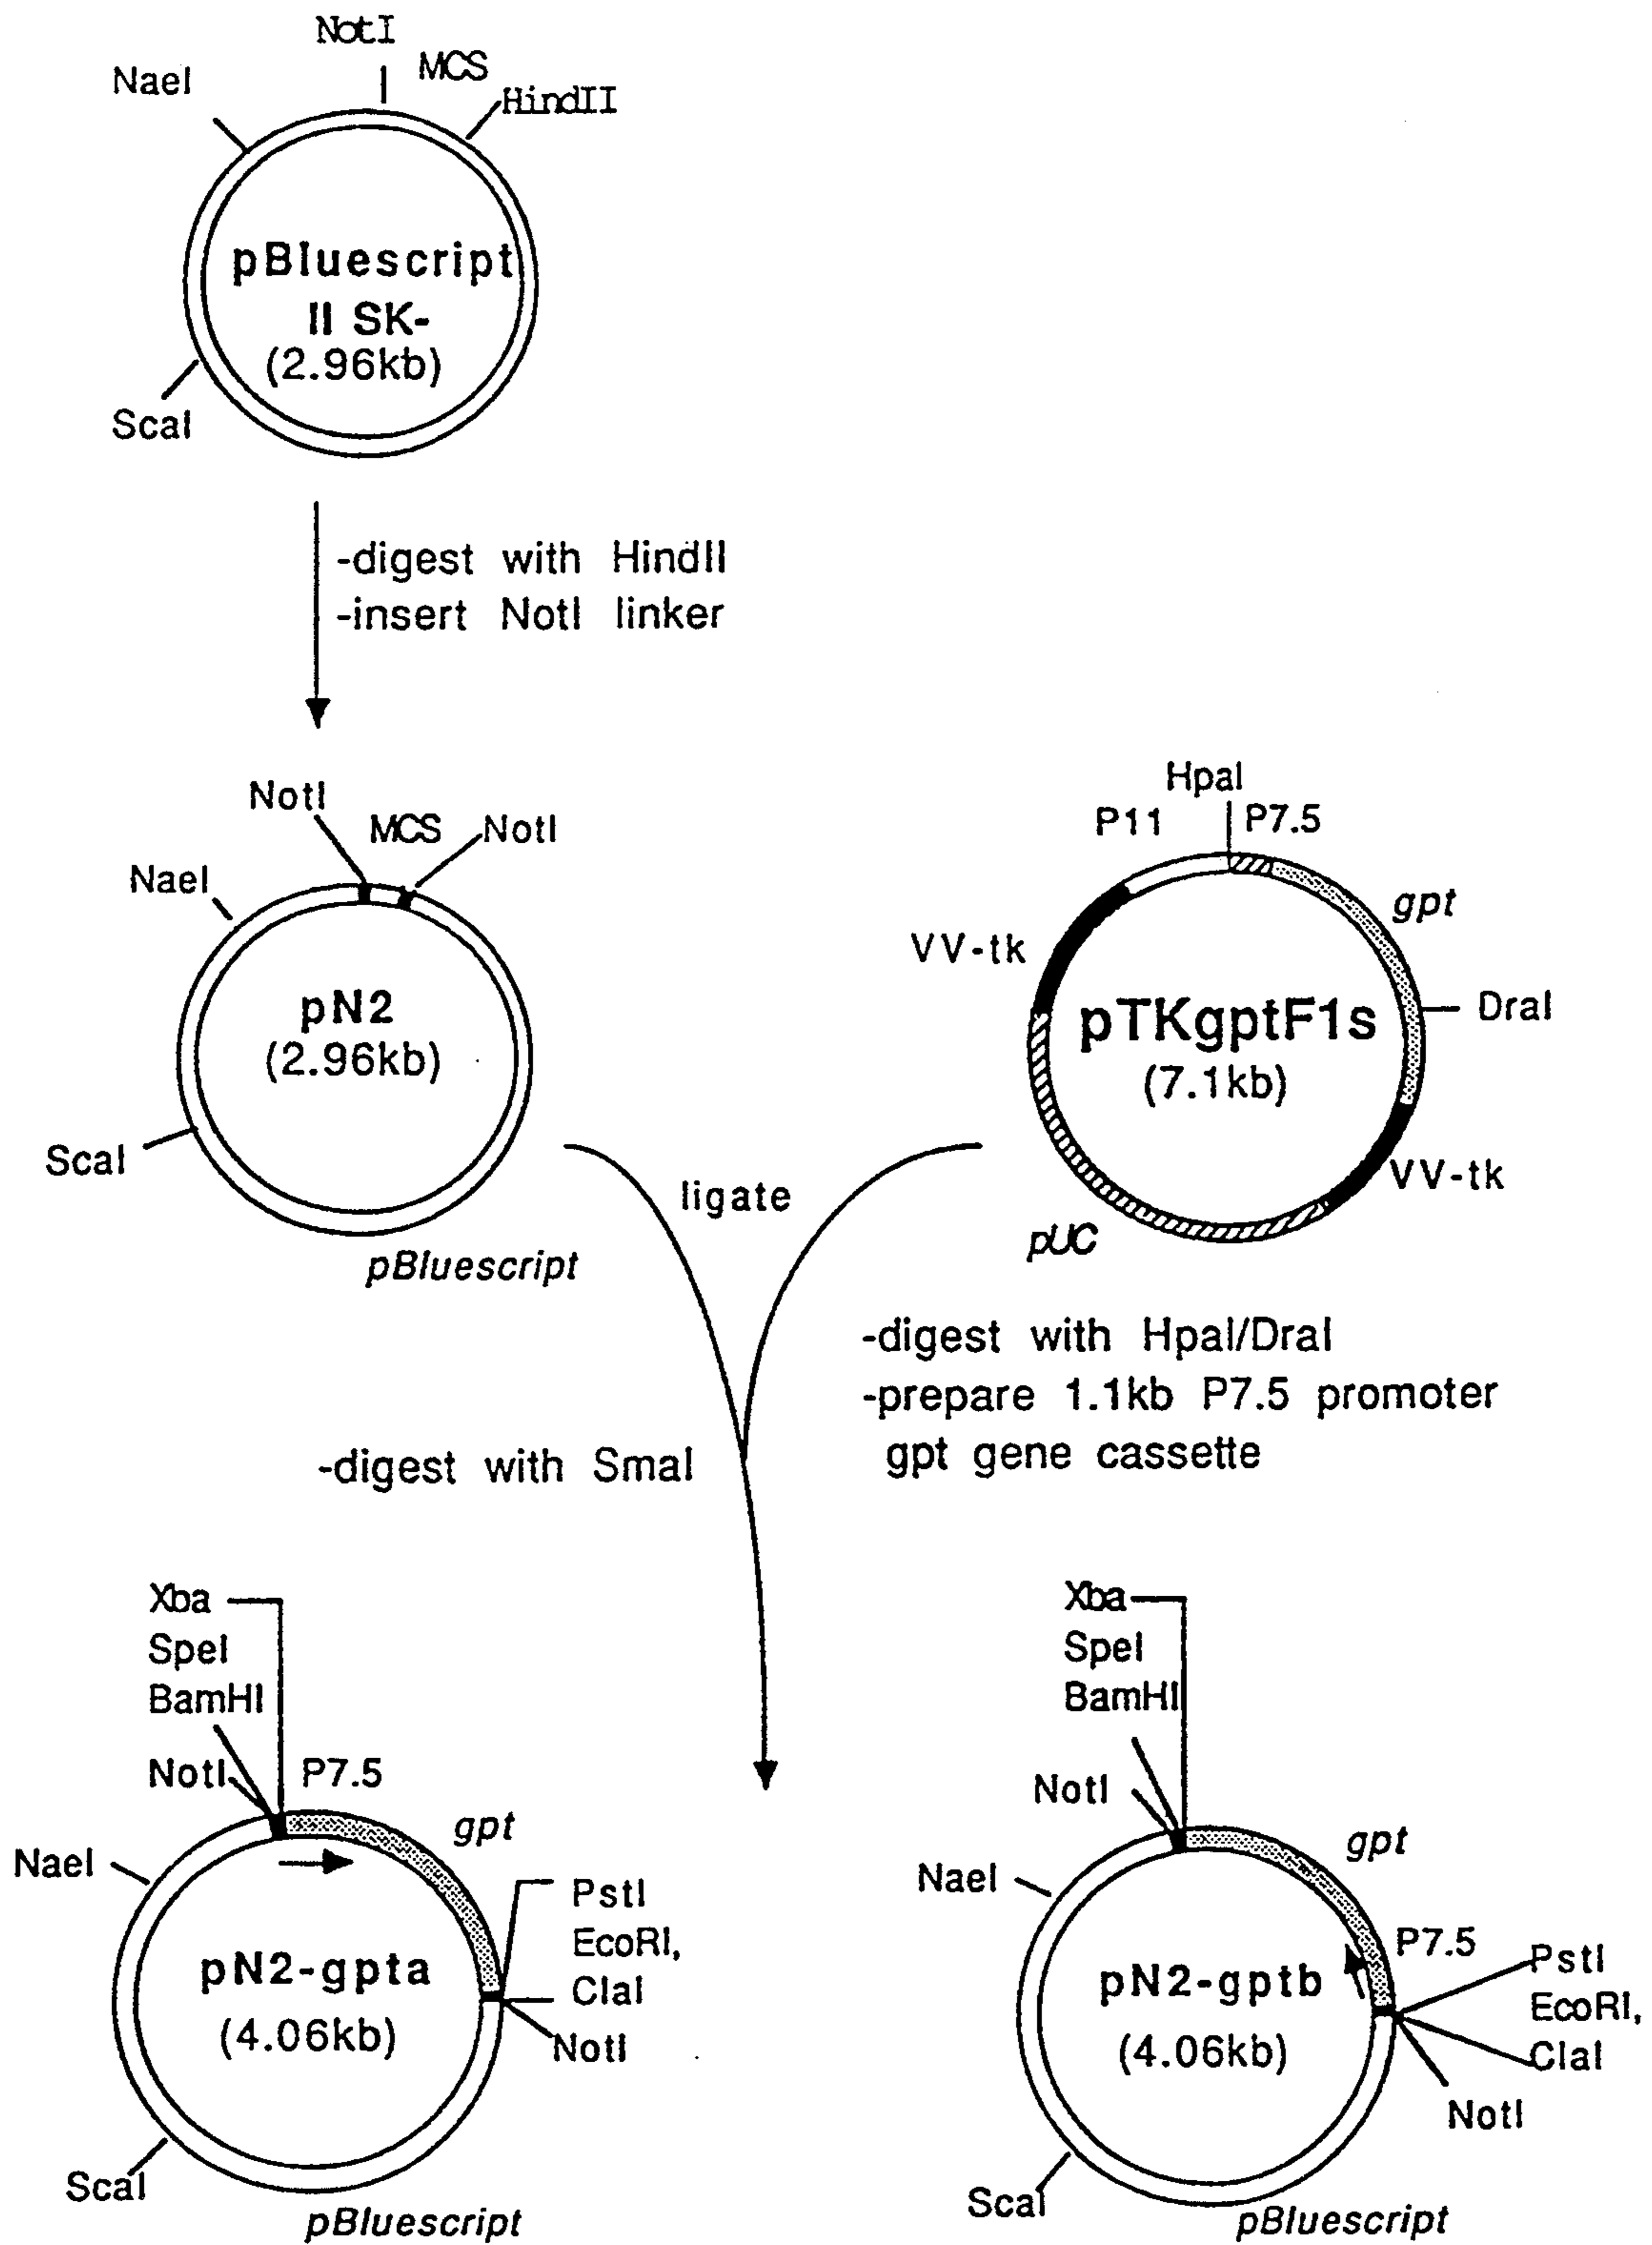 NotI
MCS
NaeI
HindII
pBluescript
II SK-
(2.96kb)
ScaI
-digest with HindII
-insert NotI linker
NotI
MCS
NotI
NaeI
pN2
(2.96kb)
ScaI
pBluescript
HpaI
P11
P7.5
gpt
VV-tk
DraI
pTKgptF1s
(7.1kb)
VV-tk
pUC
ligate
-digest with HpaI/DraI
-prepare 1.1kb P7.5 promoter
gpt gene cassette
-digest with SmaI
Xba
SpeI
BamHI
NotI
P7.5
gpt
NaeI
PstI
EcoRI,
ClaI
NotI
pN2-gpta
(4.06kb)
ScaI
pBluescript
Xba
SpeI
BamHI
NotI
gpt
NaeI
P7.5
PstI
EcoRI,
ClaI
NotI
pN2-gptb
(4.06kb)
ScaI
pBluescript